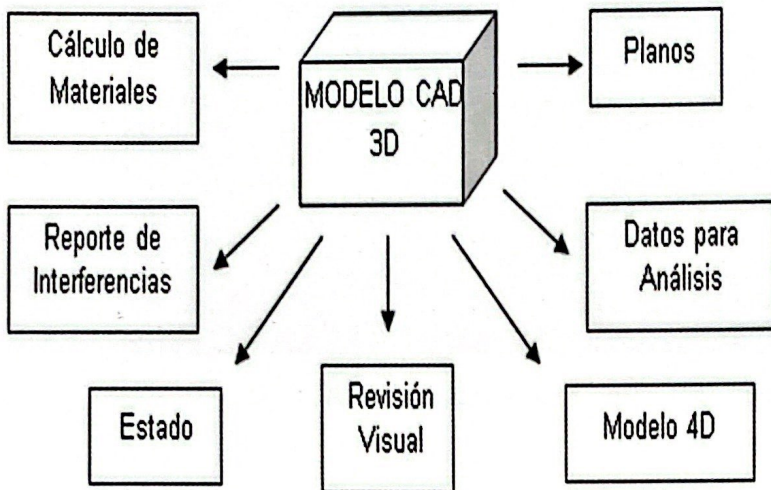 Cálculo de
Materiales
MODELO CAD
3D
Planos
Reporte de
Interferencias
Datos para
Análisis
Estado
Revisión
Visual
Modelo 4D